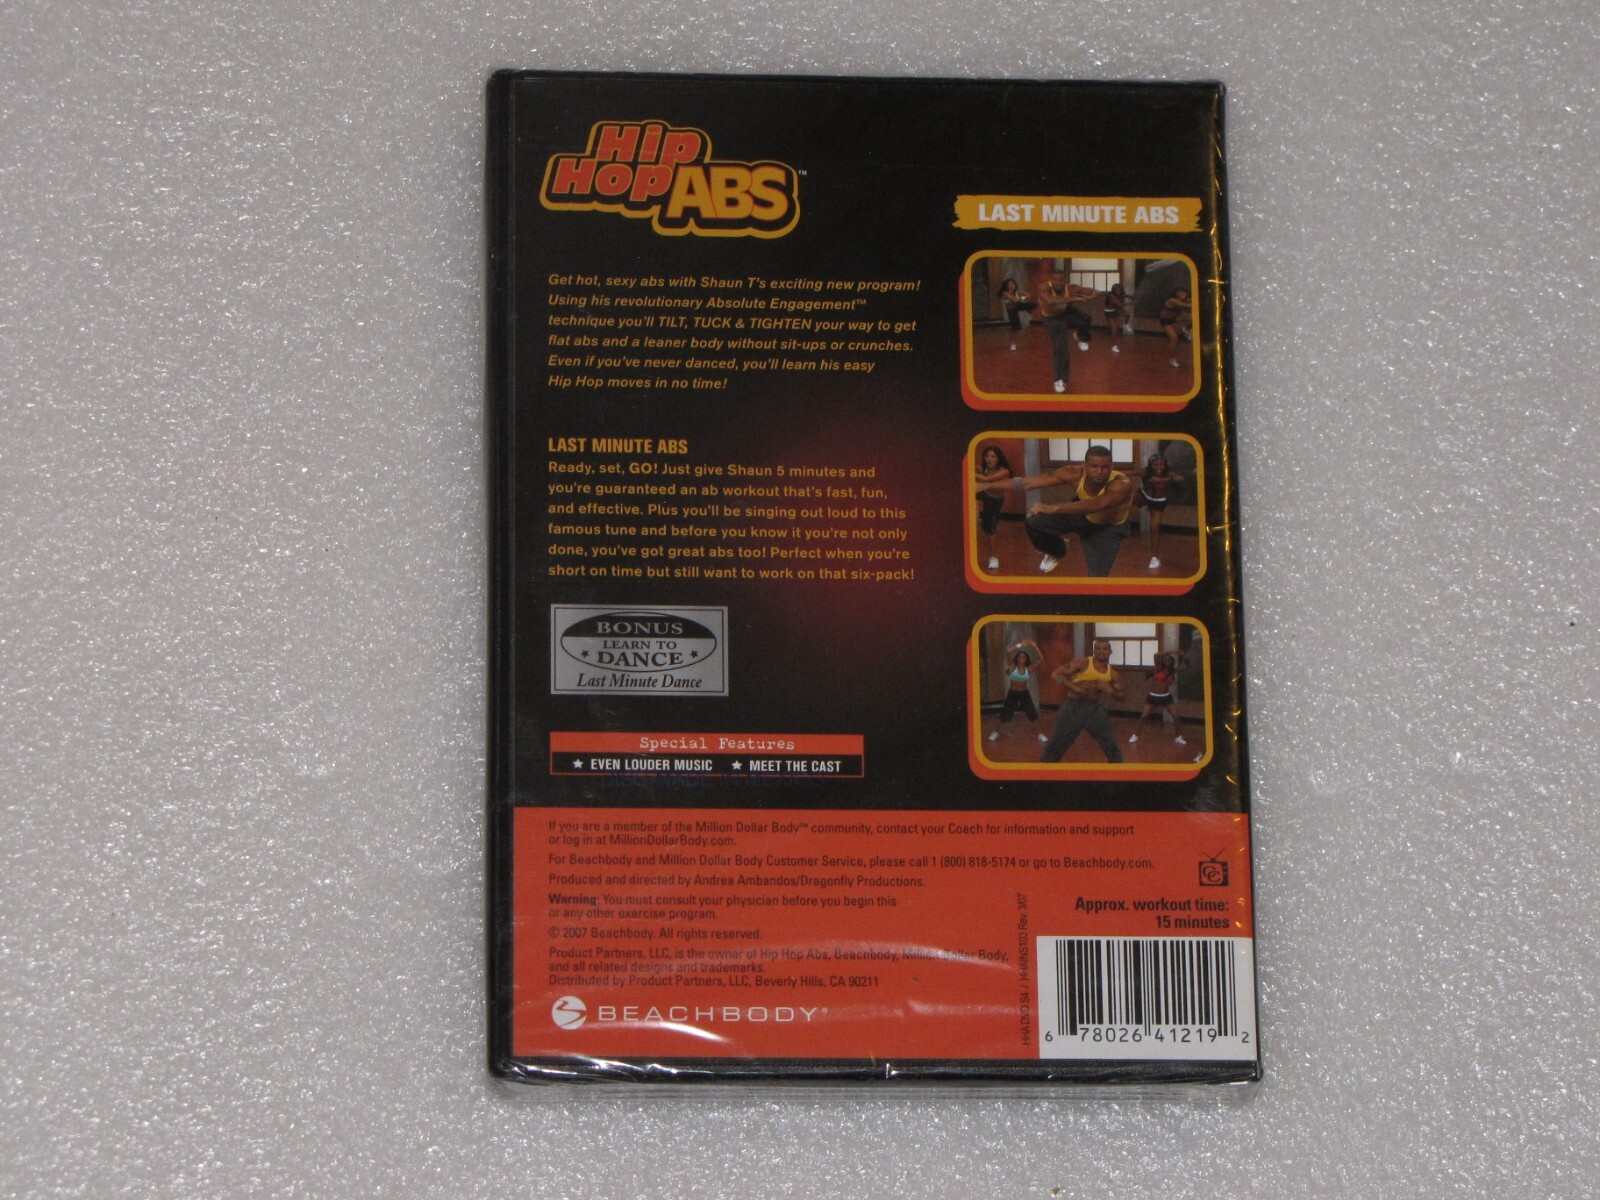 Hip
Hop ABS™
LAST MINUTE ABS
Get hot, sexy abs with Shaun T's exciting new program!
Using his revolutionary Absolute Engagement™
technique you'll TILT, TUCK & TIGHTEN your way to get
flat abs and a leaner body without sit-ups or crunches.
Even if you've never danced, you'll learn his easy
Hip Hop moves in no time!
LAST MINUTE ABS
Ready, set, GO! Just give Shaun 5 minutes and
you're guaranteed an ab workout that's fast, fun,
and effective. Plus you'll be singing out loud to this
famous tune and before you know it you're not only
done, you've got great abs too! Perfect when you're
short on time but still want to work on that six-pack!
BONUS
LEARN TO
★ DANCE ★
Last Minute Dance
Special Features
★ EVEN LOUDER MUSIC ★ MEET THE CAST
If you are a member of the Million Dollar Body™ community, contact your Coach for information and support
or log in at MillionDollarBody.com.
For Beachbody and Million Dollar Body Customer Service, please call 1 (800) 818-5174 or go to Beachbody.com.
Produced and directed by Andrea Ambandos/Dragonfly Productions.
Warning: You must consult your physician before you begin this
or any other exercise program.
© 2007 Beachbody. All rights reserved.
Product Partners, LLC, is the owner of Hip Hop Abs, Beachbody, Million Dollar Body,
and all related designs and trademarks.
Distributed by Product Partners, LLC, Beverly Hills, CA 90211
BEACHBODY®
CC
Approx. workout time:
15 minutes
Rev. 3/07
6 78026 41219 2